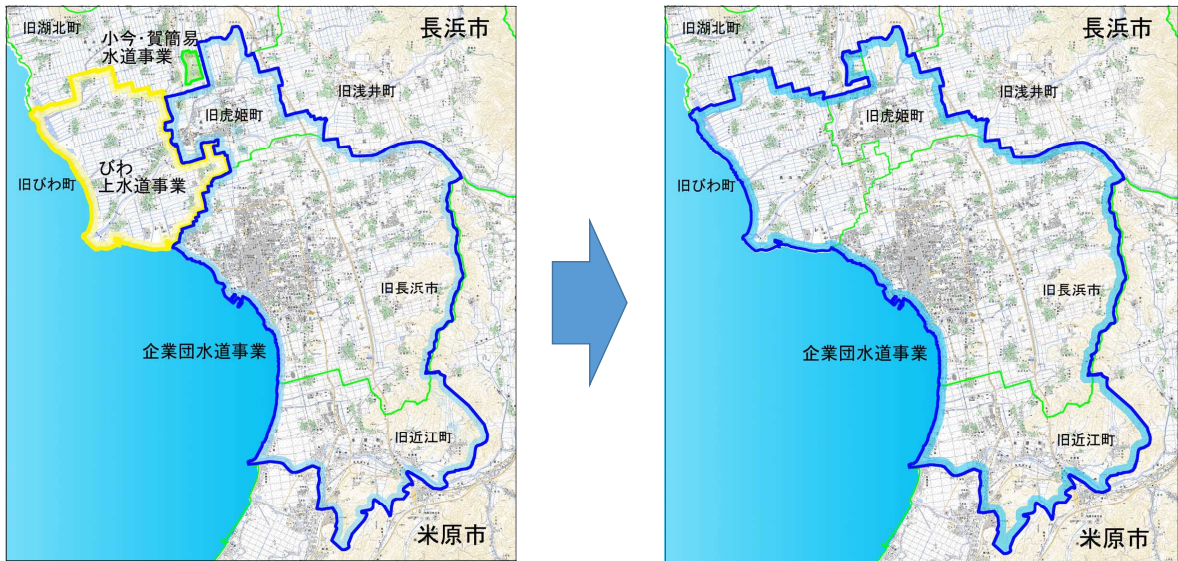 旧湖北町
小今・賀簡易
水道事業
長浜市
旧浅井町
旧虎姫町
びわ
上水道事業
旧びわ町
旧長浜市
企業団水道事業
旧近江町
米原市
旧湖北町
長浜市
旧浅井町
旧虎姫町
旧びわ町
旧長浜市
企業団水道事業
旧近江町
米原市